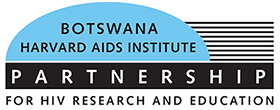 BOTSWANA
HARVARD AIDS INSTITUTE
PARTNERSHIP
FOR HIV RESEARCH AND EDUCATION